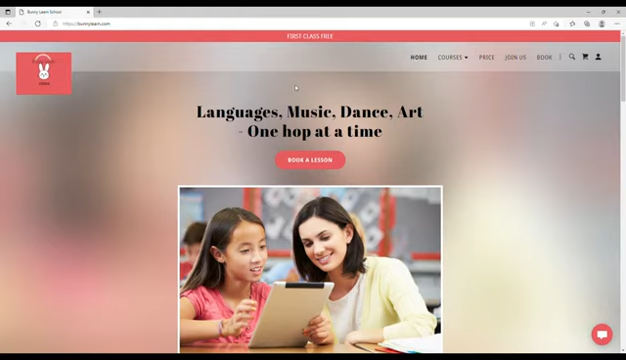 Bunny Learn School
https://bunnylearn.com
FIRST CLASS FREE
HOME COURSES PRICE JOIN US BOOK
Languages, Music, Dance, Art
- One hop at a time
BOOK A LESSON